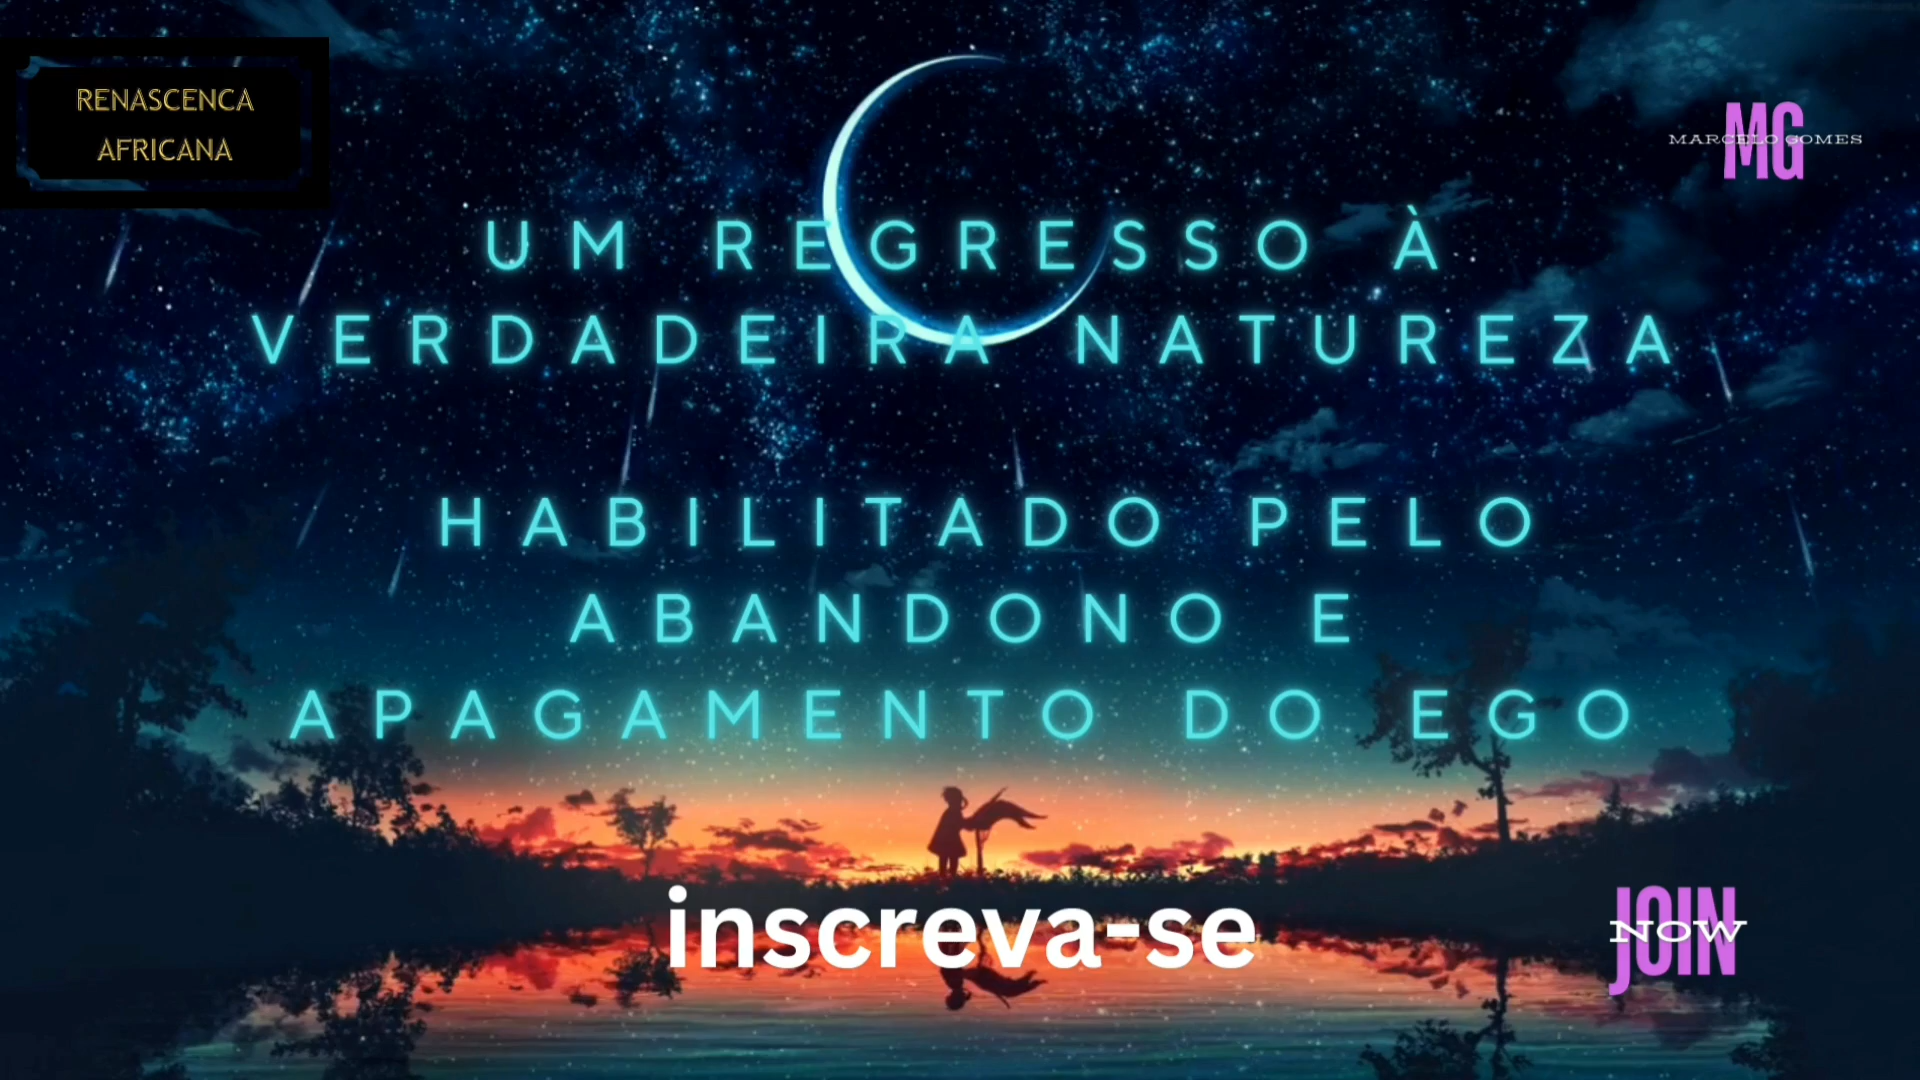 RENASCENCA
AFRICANA
MG
MARCELO GOMES
UM REGRESSO À
VERDADEIRA NATUREZA
HABILITADO PELO
ABANDONO E
APAGAMENTO DO EGO
inscreva-se
JOIN
NOW